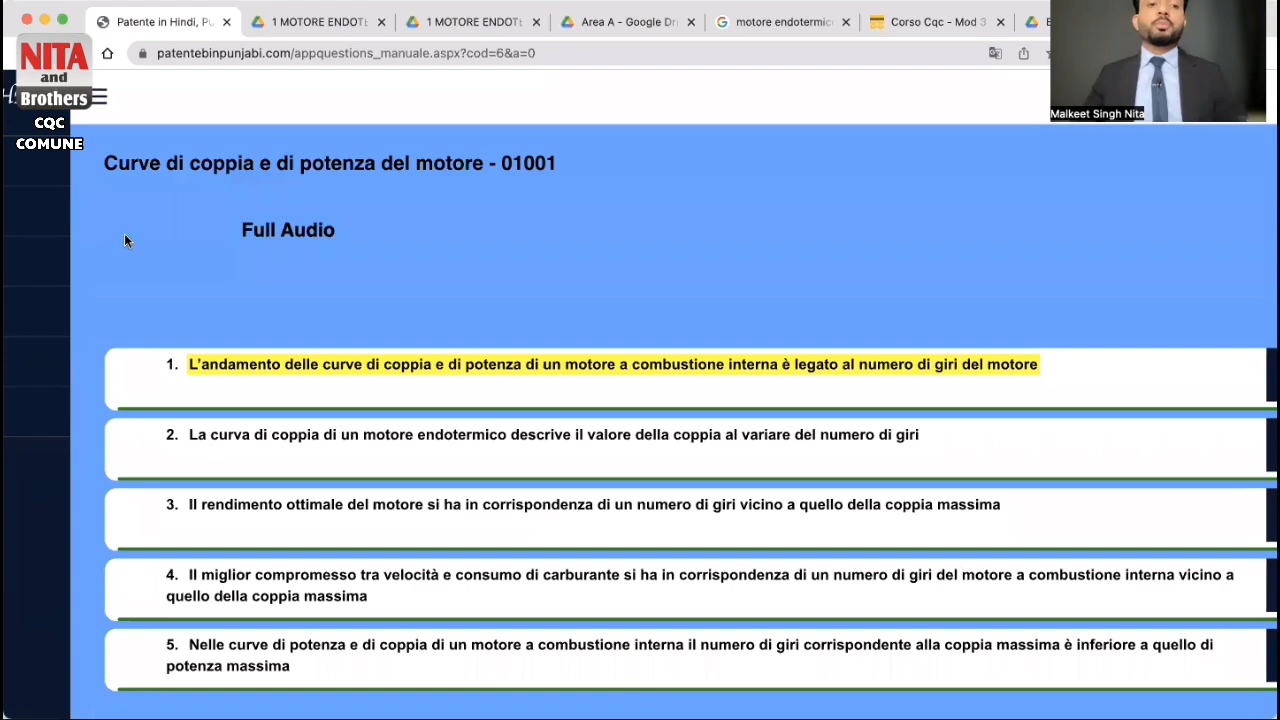 Patente in Hindi, Pu
1 MOTORE ENDOTE
1 MOTORE ENDOTE
Area A - Google Dri
motore endotermic
Corso Cqc - Mod 3
patentebinpunjabi.com/appquestions_manuale.aspx?cod=6&a=0
NITA
and
Brothers
CQC
COMUNE
Malkeet Singh Nita
Curve di coppia e di potenza del motore - 01001
Full Audio
1. L'andamento delle curve di coppia e di potenza di un motore a combustione interna è legato al numero di giri del motore
2. La curva di coppia di un motore endotermico descrive il valore della coppia al variare del numero di giri
3. Il rendimento ottimale del motore si ha in corrispondenza di un numero di giri vicino a quello della coppia massima
4. Il miglior compromesso tra velocità e consumo di carburante si ha in corrispondenza di un numero di giri del motore a combustione interna vicino a
quello della coppia massima
5. Nelle curve di potenza e di coppia di un motore a combustione interna il numero di giri corrispondente alla coppia massima è inferiore a quello di
potenza massima